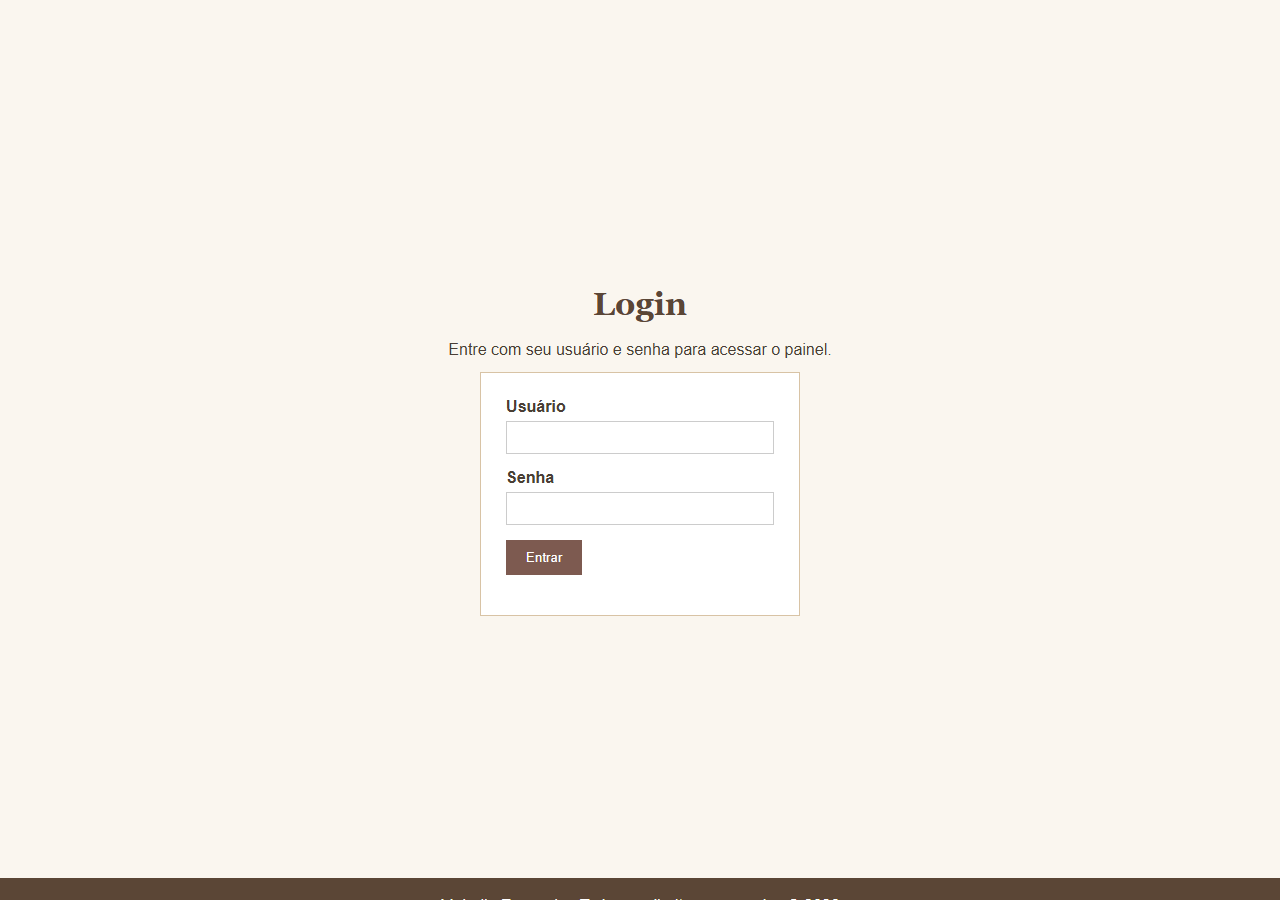 Login
Entre com seu usuário e senha para acessar o painel.
Usuário
Senha
Entrar